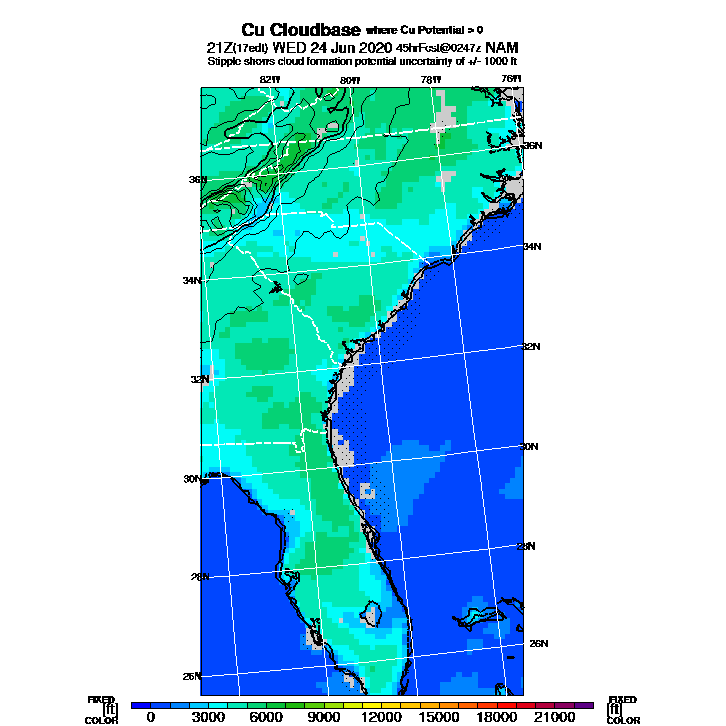 Cu Cloudbase where Cu Potential > 0
21Z(17edt) WED 24 Jun 2020 45hrFcst@0247z NAM
Stipple shows cloud formation potential uncertainty of +/- 1000 ft
82W 80W 78W 76W
36N
36N
34N
34N
32N
32N
30N
30N
28N
28N
26N
26N
FIXED FIXED
[ft] [ft]
COLOR COLOR
0 3000 6000 9000 12000 15000 18000 21000